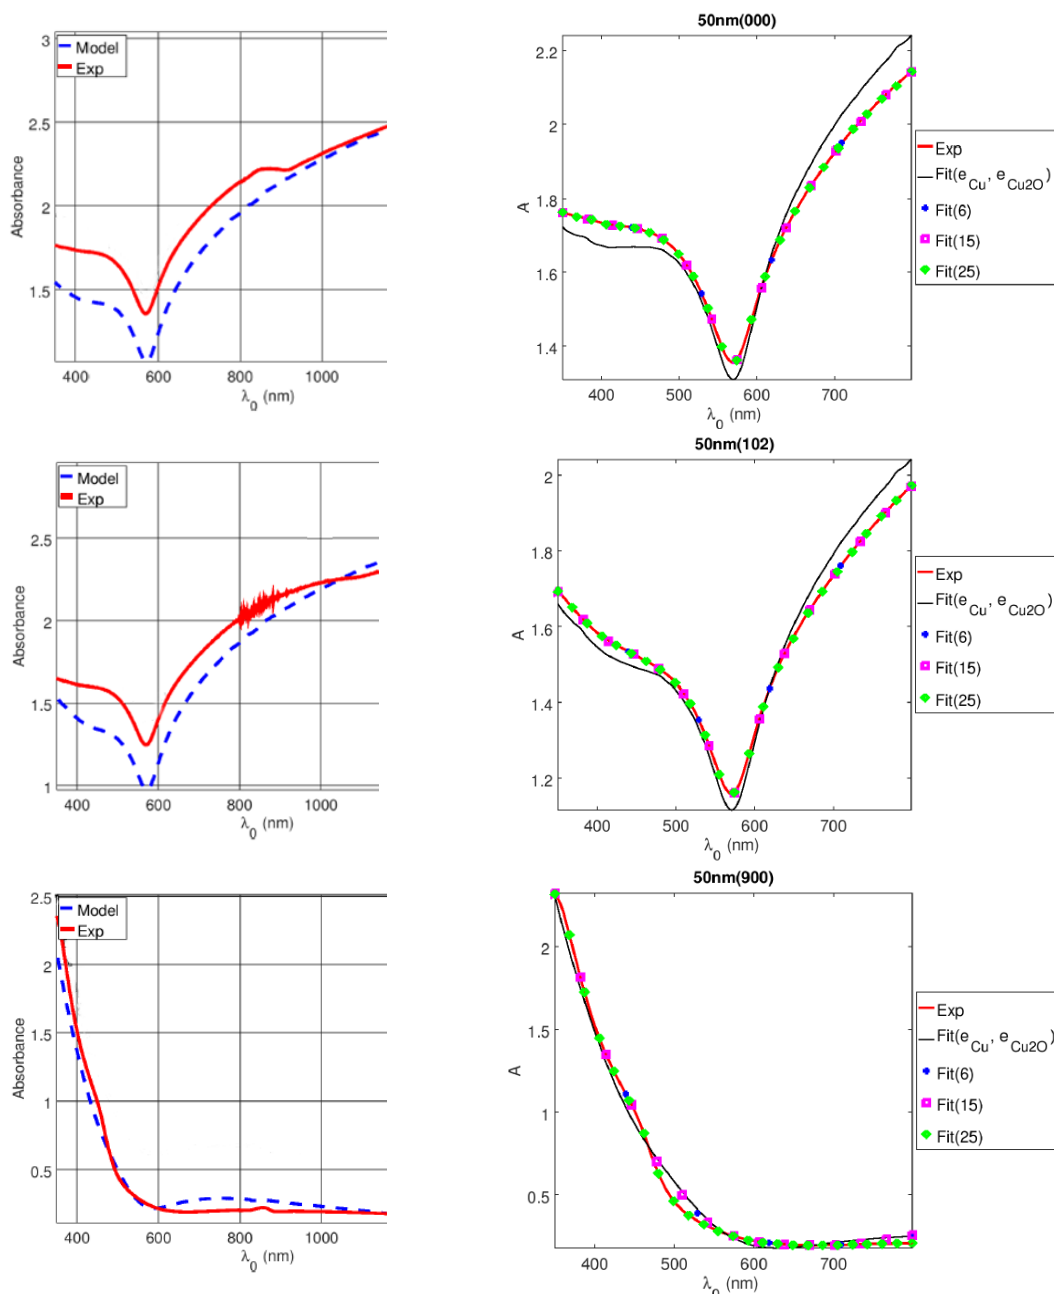 3
2.5
2
1.5
Absorbance
Model
Exp
400 600 800 1000
λ0 (nm)
50nm(000)
2.2
2
1.8
1.6
1.4
A
400 500 600 700
λ0 (nm)
Exp
Fit(eCu, eCu2O)
Fit(6)
Fit(15)
Fit(25)
2.5
2
1.5
1
Absorbance
Model
Exp
400 600 800 1000
λ0 (nm)
50nm(102)
2
1.8
1.6
1.4
1.2
A
400 500 600 700
λ0 (nm)
Exp
Fit(eCu, eCu2O)
Fit(6)
Fit(15)
Fit(25)
2.5
2
1.5
1
0.5
Absorbance
Model
Exp
400 600 800 1000
λ0 (nm)
50nm(900)
2
1.5
1
0.5
A
400 500 600 700
λ0 (nm)
Exp
Fit(eCu, eCu2O)
Fit(6)
Fit(15)
Fit(25)